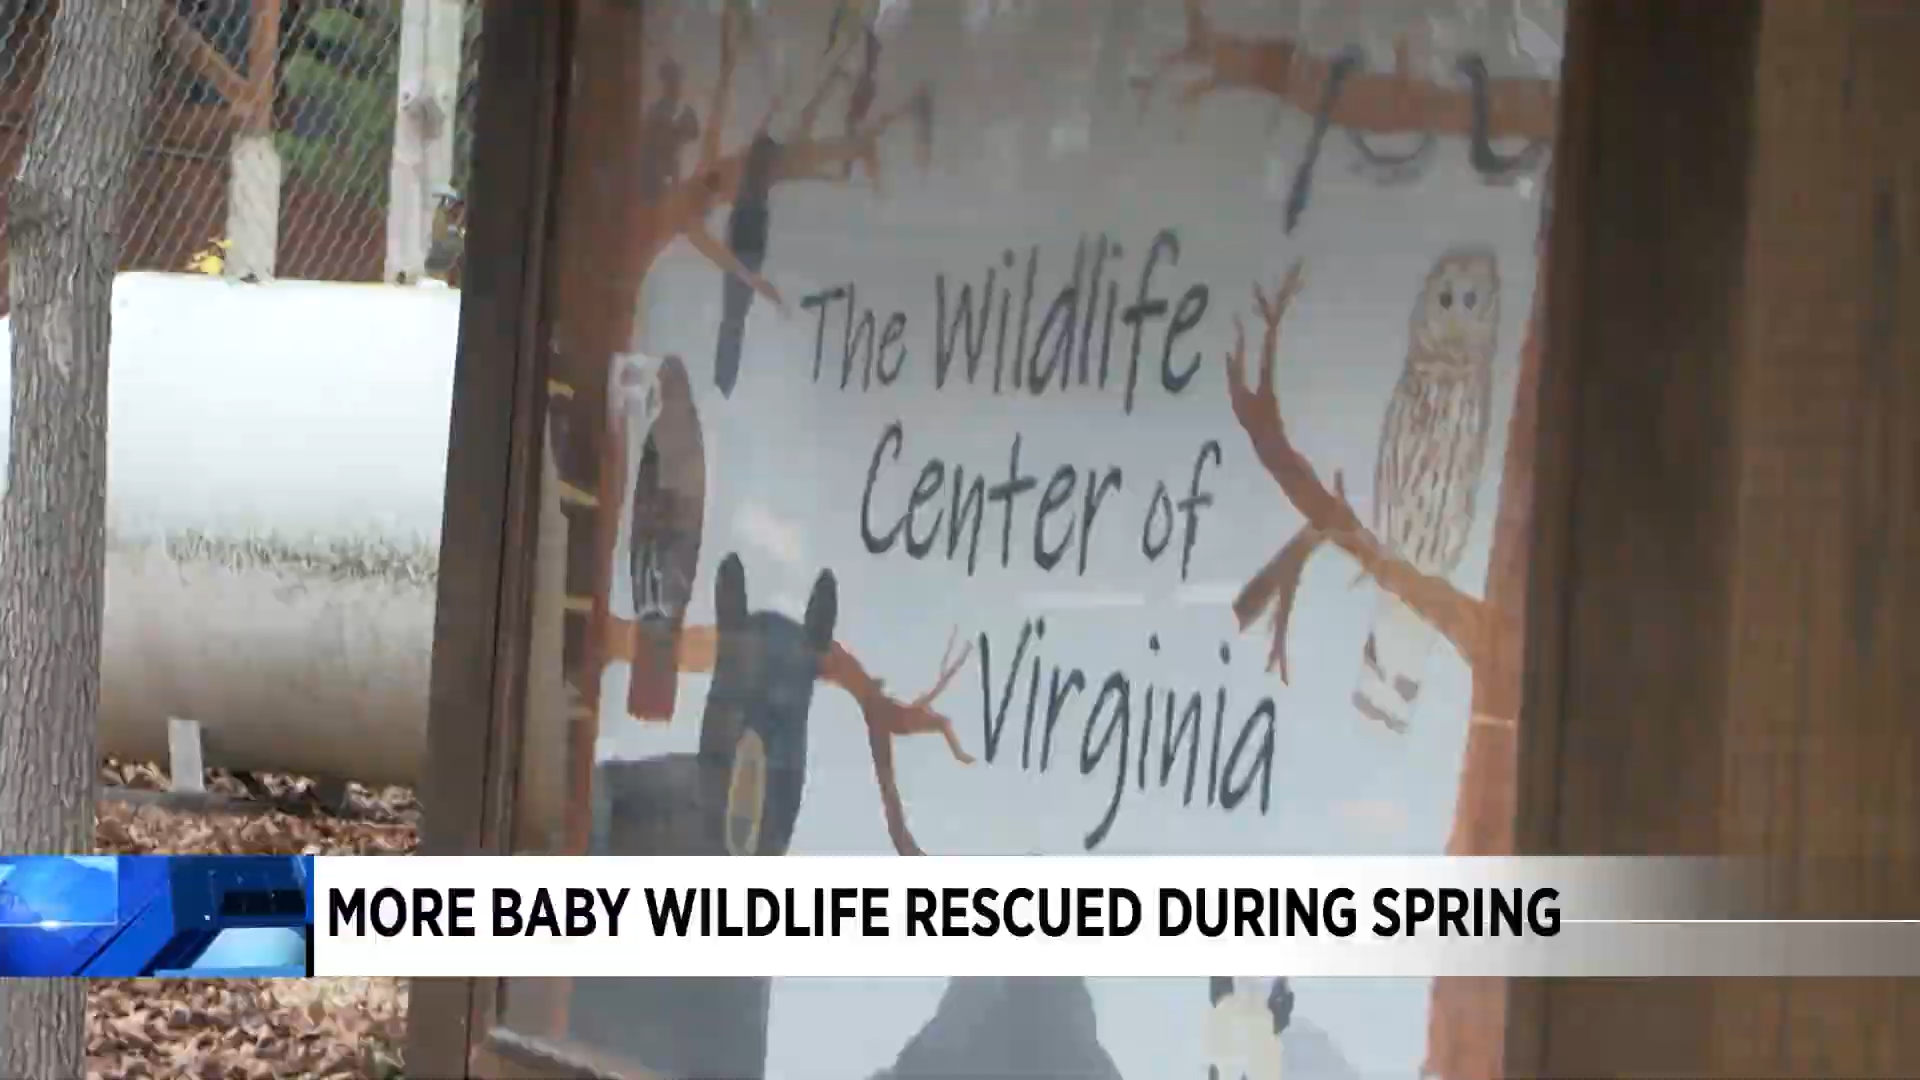 The Wildlife
Center of
Virginia
MORE BABY WILDLIFE RESCUED DURING SPRING